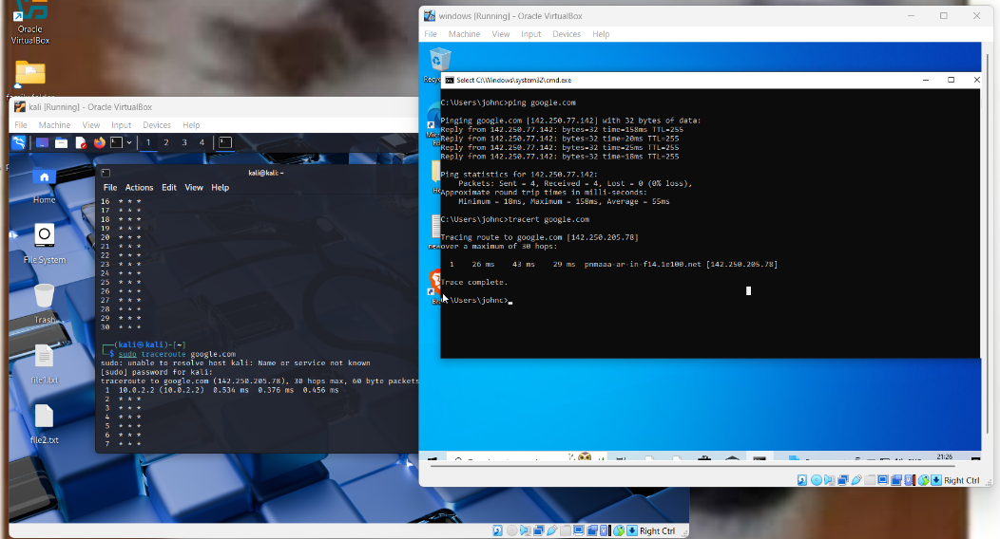 Oracle
VirtualBox
kali [Running] - Oracle VirtualBox
File Machine View Input Devices Help
1 2 3 4
Home
File System
Trash
file1.txt
file2.txt
kali@kali: ~
File Actions Edit View Help
16 * * *
17 * * *
18 * * *
19 * * *
20 * * *
21 * * *
22 * * *
23 * * *
24 * * *
25 * * *
26 * * *
27 * * *
28 * * *
29 * * *
30 * * *
┌──(kali㉿kali)-[~]
└─$ sudo traceroute google.com
sudo: unable to resolve host kali: Name or service not known
[sudo] password for kali:
traceroute to google.com (142.250.205.78), 30 hops max, 60 byte packets
1 10.0.2.2 (10.0.2.2) 0.534 ms 0.376 ms 0.456 ms
2 * * *
3 * * *
4 * * *
5 * * *
6 * * *
7 * * *
Right Ctrl
windows [Running] - Oracle VirtualBox
File Machine View Input Devices Help
Select C:\Windows\system32\cmd.exe
C:\Users\johnc>ping google.com
Pinging google.com [142.250.77.142] with 32 bytes of data:
Reply from 142.250.77.142: bytes=32 time=158ms TTL=255
Reply from 142.250.77.142: bytes=32 time=20ms TTL=255
Reply from 142.250.77.142: bytes=32 time=25ms TTL=255
Reply from 142.250.77.142: bytes=32 time=18ms TTL=255
Ping statistics for 142.250.77.142:
Packets: Sent = 4, Received = 4, Lost = 0 (0% loss),
Approximate round trip times in milli-seconds:
Minimum = 18ms, Maximum = 158ms, Average = 55ms
C:\Users\johnc>tracert google.com
Tracing route to google.com [142.250.205.78]
over a maximum of 30 hops:
1 26 ms 43 ms 29 ms pnmaaa-ar-in-f14.1e100.net [142.250.205.78]
Trace complete.
C:\Users\johnc>
21:26
Right Ctrl